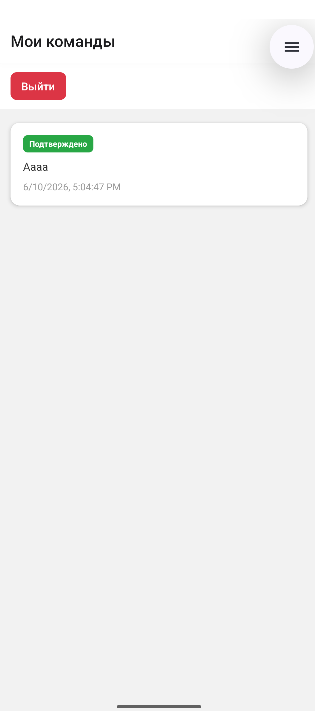 Мои команды
Выйти
Подтверждено
Аааа
6/10/2026, 5:04:47 PM